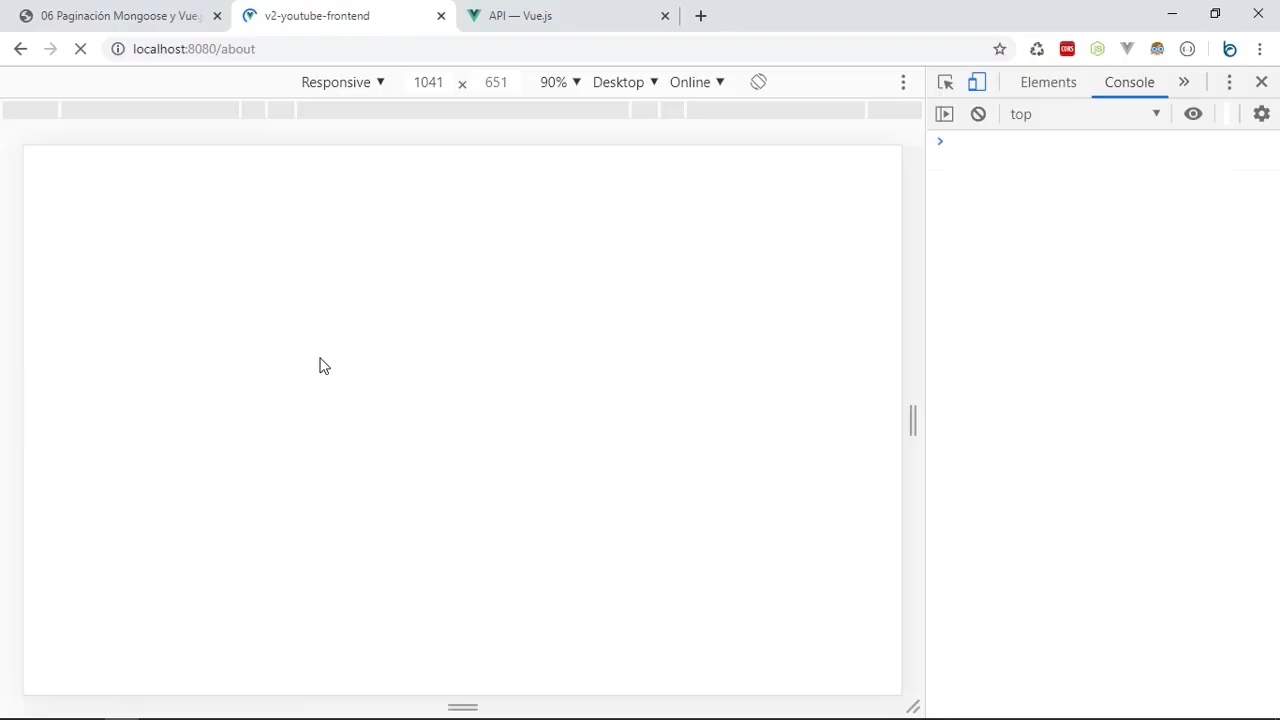 06 Paginación Mongoose y Vue.j
v2-youtube-frontend
API — Vue.js
localhost:8080/about
CORS
Responsive
1041 × 651
90%
Desktop
Online
Elements
Console
top